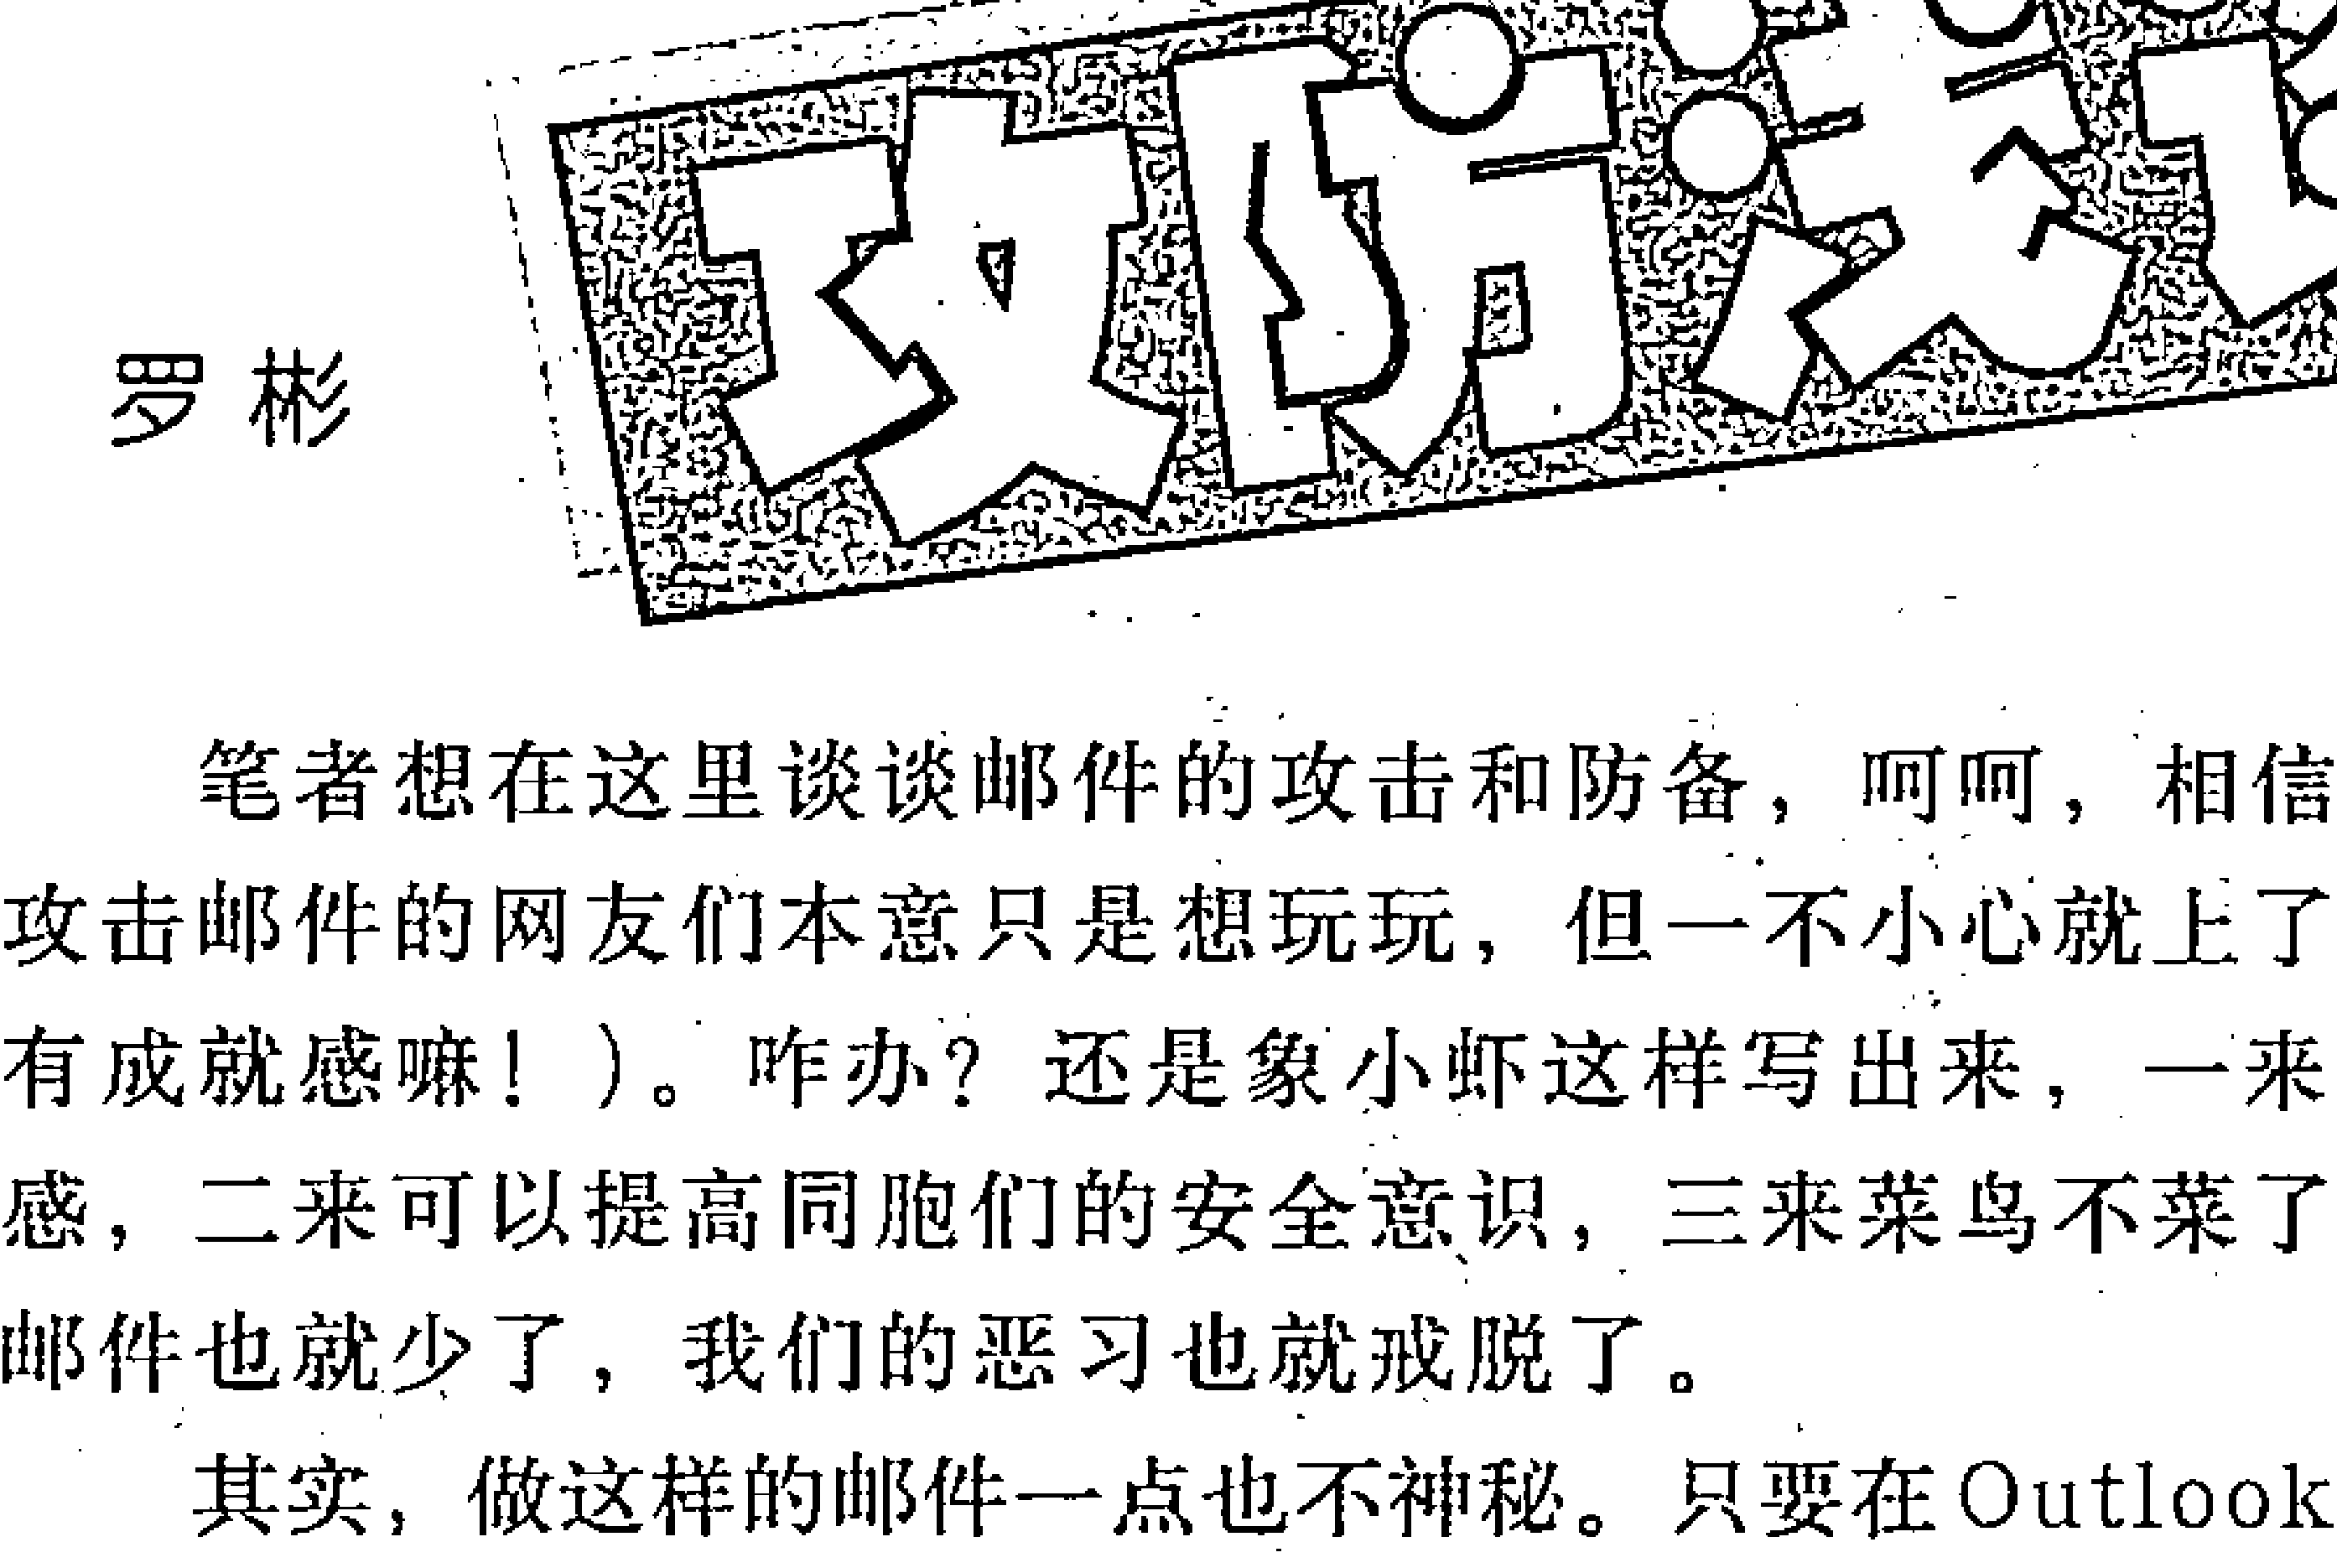 攻防
罗彬
笔者想在这里谈谈邮件的攻击和防备，呵呵，相信
攻击邮件的网友们本意只是想玩玩，但一不小心就上了
有成就感嘛！）。咋办？还是象小虾这样写出来，一来
感，二来可以提高同胞们的安全意识，三来菜鸟不菜了
邮件也就少了，我们的恶习也就戒脱了。
其实，做这样的邮件一点也不神秘。只要在Outlook